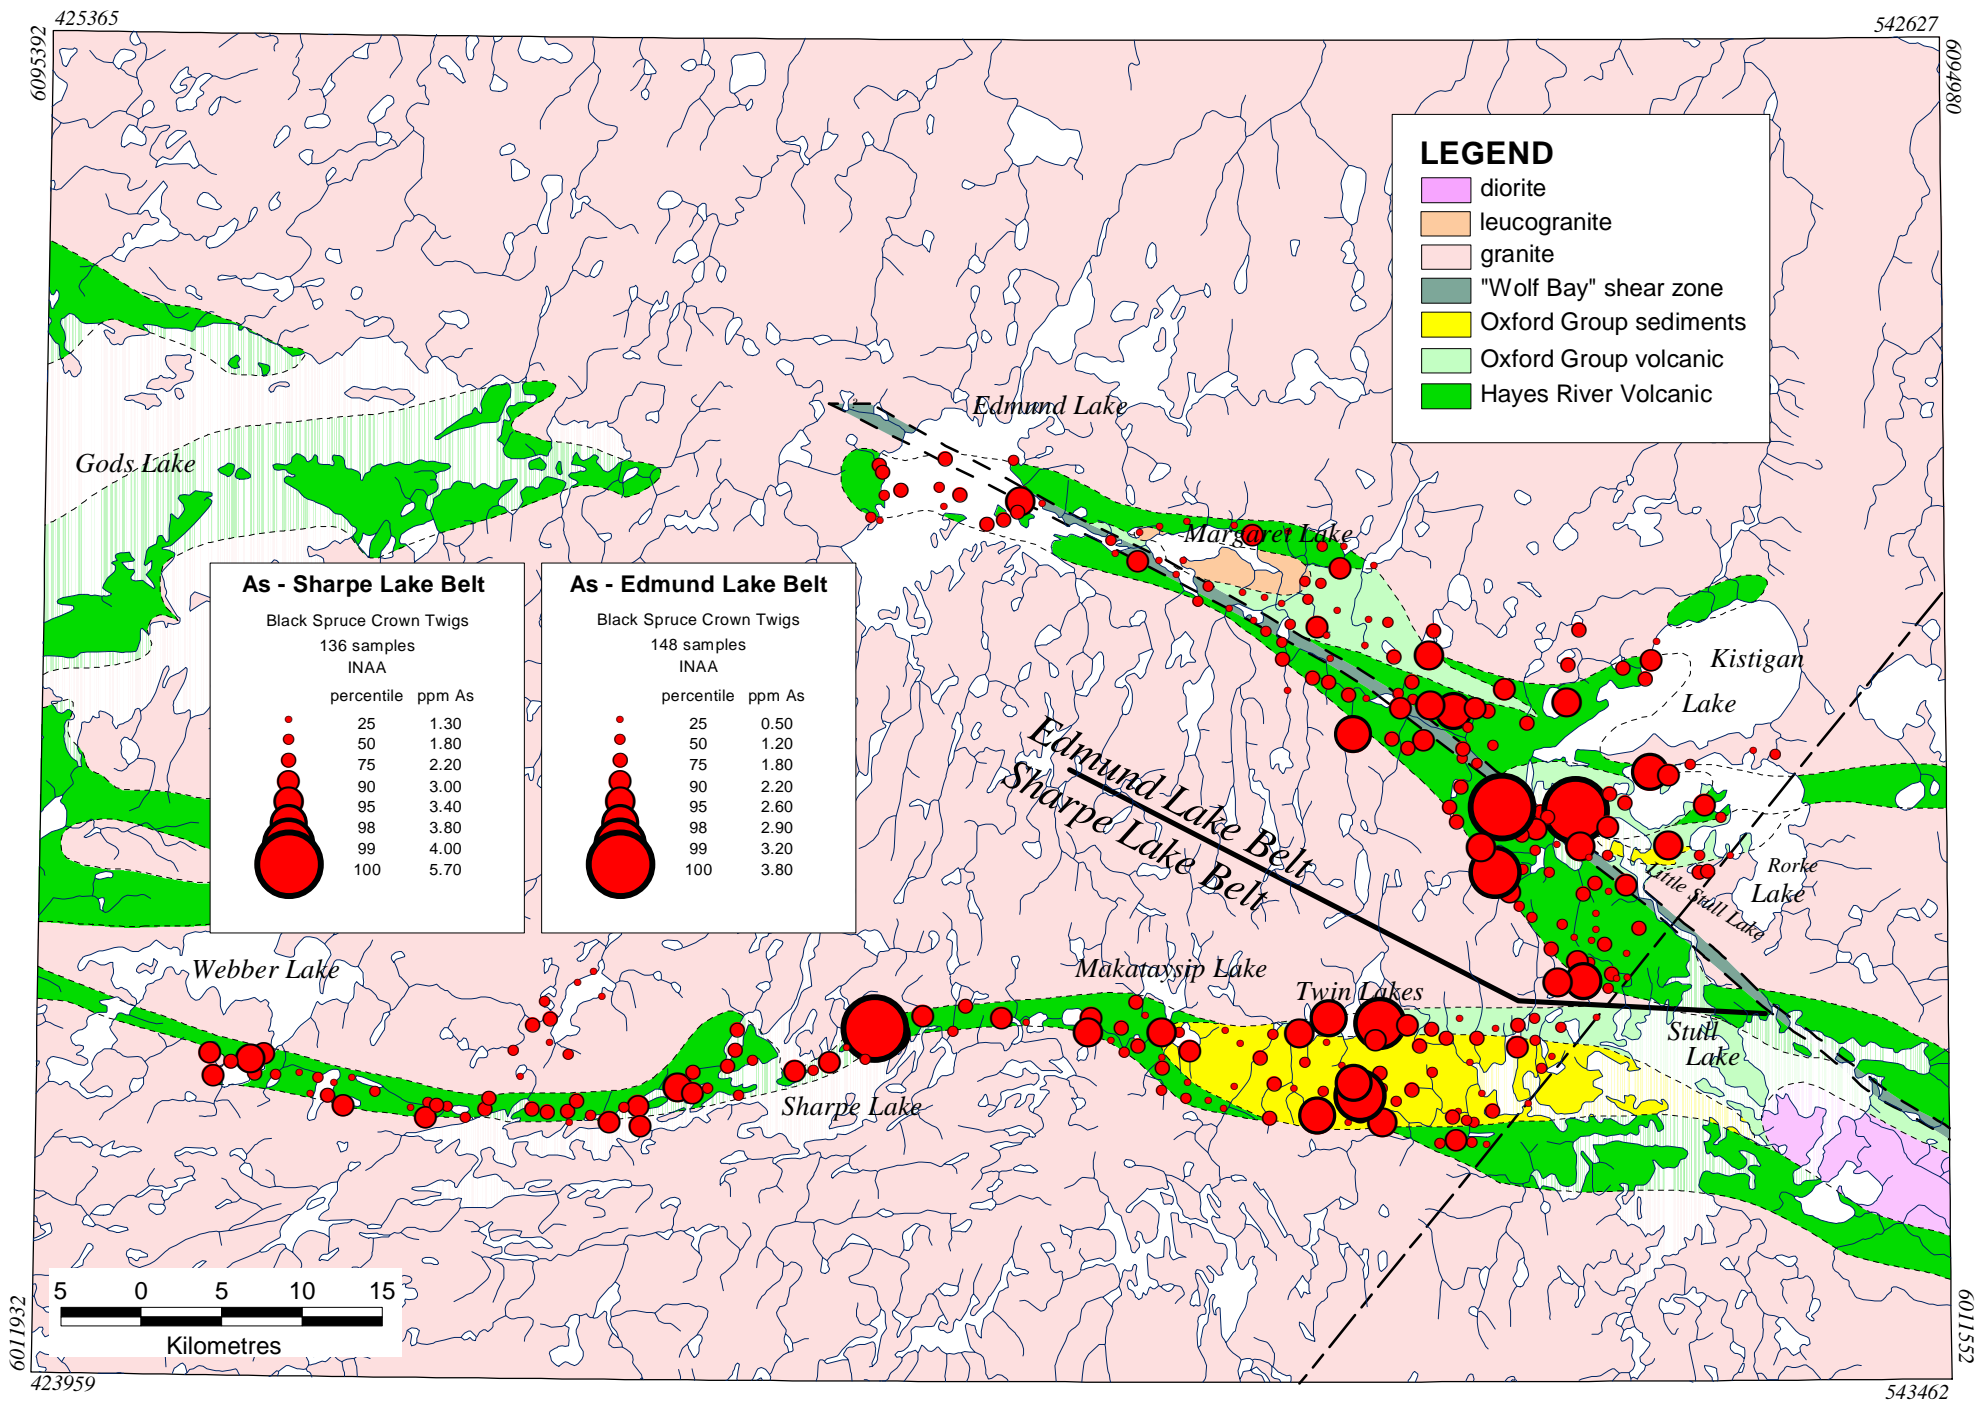 425365
542627
6095392
6094980
LEGEND
diorite
leucogranite
granite
"Wolf Bay" shear zone
Oxford Group sediments
Oxford Group volcanic
Hayes River Volcanic
Edmund Lake
Gods Lake
Margaret Lake
As - Sharpe Lake Belt
Black Spruce Crown Twigs
136 samples
INAA
percentile ppm As
25 1.30
50 1.80
75 2.20
90 3.00
95 3.40
98 3.80
99 4.00
100 5.70
As - Edmund Lake Belt
Black Spruce Crown Twigs
148 samples
INAA
percentile ppm As
25 0.50
50 1.20
75 1.80
90 2.20
95 2.60
98 2.90
99 3.20
100 3.80
Kistigan
Lake
Edmund Lake Belt
Sharpe Lake Belt
Rorke
Lake
Little Stull Lake
Webber Lake
Makataysip Lake
Twin Lakes
Stull
Lake
Sharpe Lake
5 0 5 10 15
Kilometres
6011932
6011552
423959
543462